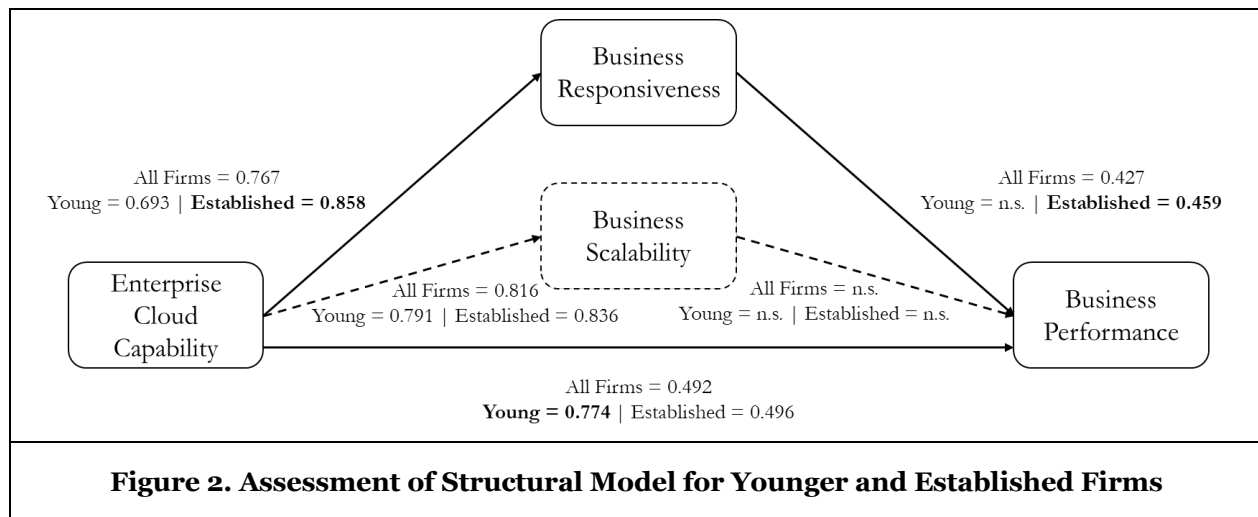 Business
Responsiveness
All Firms = 0.767
Young = 0.693 | Established = 0.858
All Firms = 0.427
Young = n.s. | Established = 0.459
Business
Scalability
Enterprise
Cloud
Capability
All Firms = 0.816
Young = 0.791 | Established = 0.836
All Firms = n.s.
Young = n.s. | Established = n.s.
Business
Performance
All Firms = 0.492
Young = 0.774 | Established = 0.496
Figure 2. Assessment of Structural Model for Younger and Established Firms